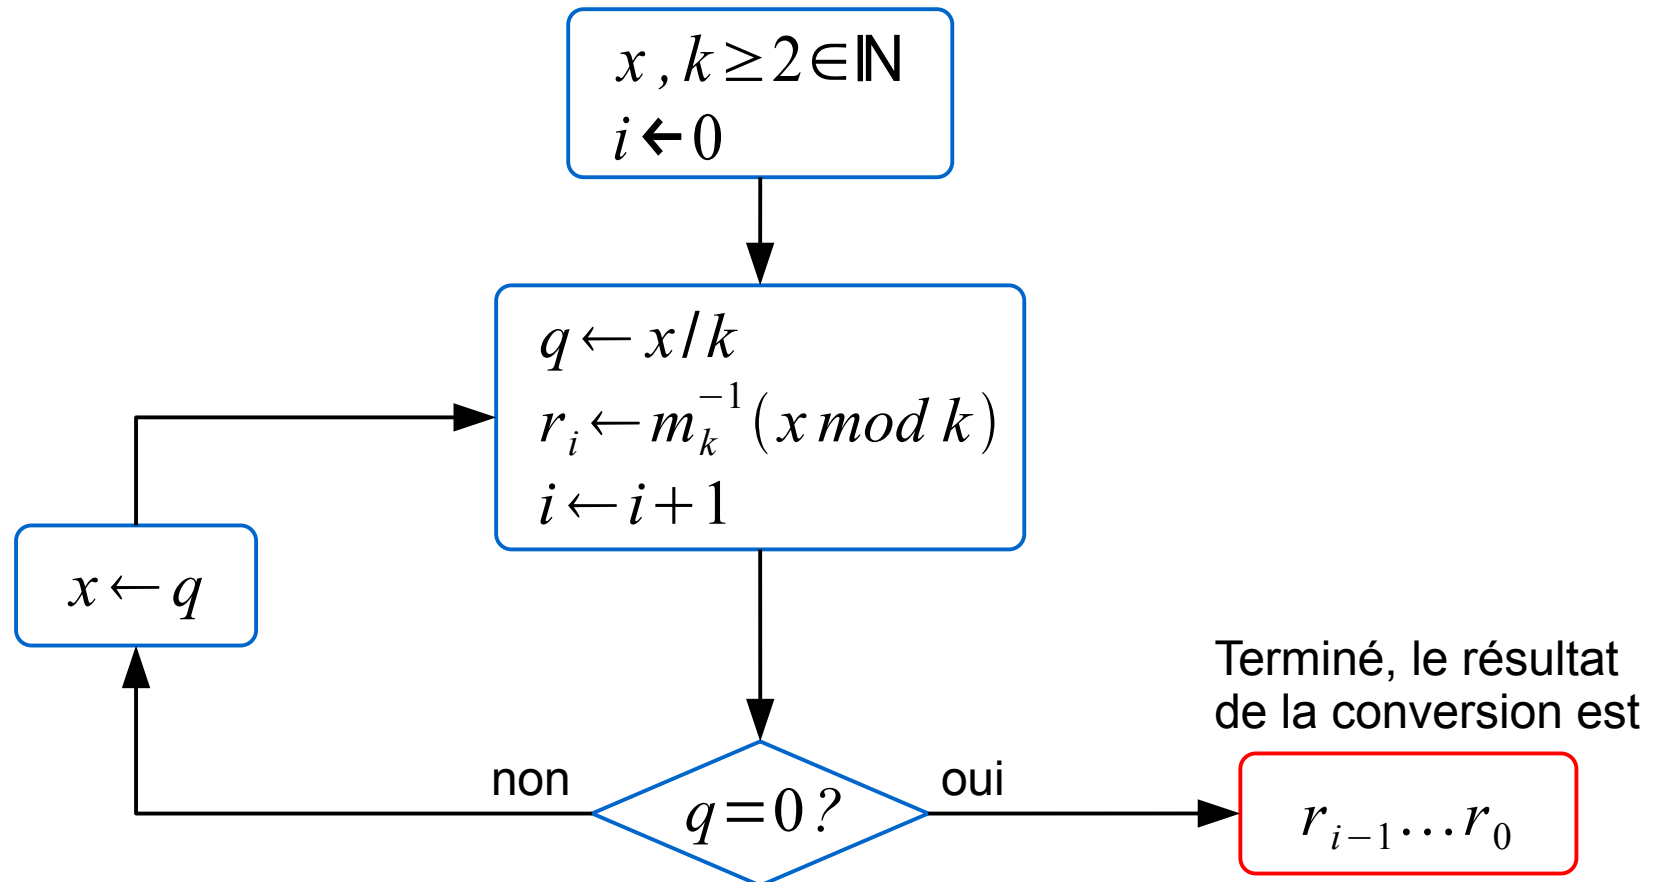 x , k ≥ 2 ∈ ℕ
i ← 0
q ← x / k
r_i ← m_k^{-1} ( x mod k )
i ← i + 1
x ← q
Terminé, le résultat
de la conversion est
non
q = 0 ?
oui
r_{i−1} … r_0